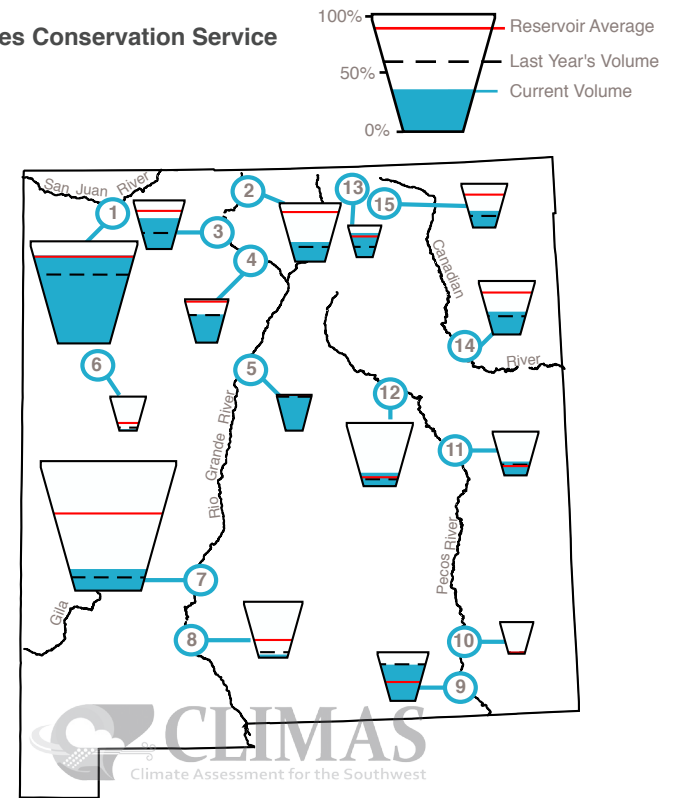 es Conservation Service
100%
50%
0%
Reservoir Average
Last Year's Volume
Current Volume
San Juan River
1
2
3
4
13
15
Canadian
River
14
6
5
12
11
Rio Grande River
Pecos River
7
Gila
8
10
9
CLIMAS
Climate Assessment for the Southwest